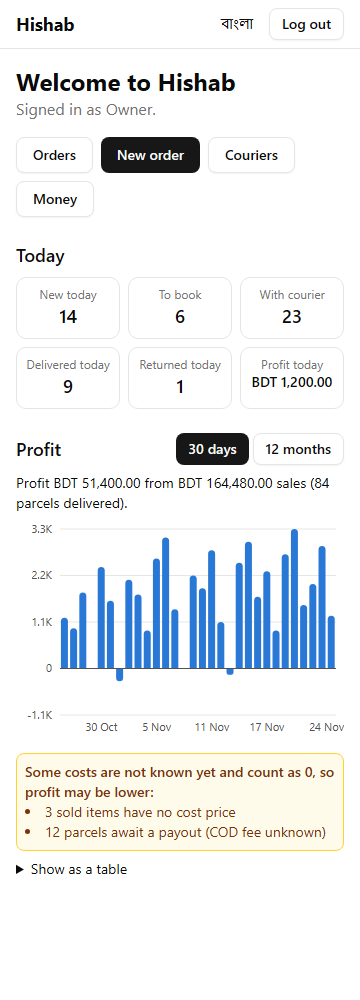 Hishab
বাংলা
Log out
Welcome to Hishab
Signed in as Owner.
Orders
New order
Couriers
Money
Today
New today
14
To book
6
With courier
23
Delivered today
9
Returned today
1
Profit today
BDT 1,200.00
Profit
30 days
12 months
Profit BDT 51,400.00 from BDT 164,480.00 sales (84
parcels delivered).
3.3K
2.2K
1.1K
0
-1.1K
30 Oct
5 Nov
11 Nov
17 Nov
24 Nov
Some costs are not known yet and count as 0, so
profit may be lower:
• 3 sold items have no cost price
• 12 parcels await a payout (COD fee unknown)
Show as a table